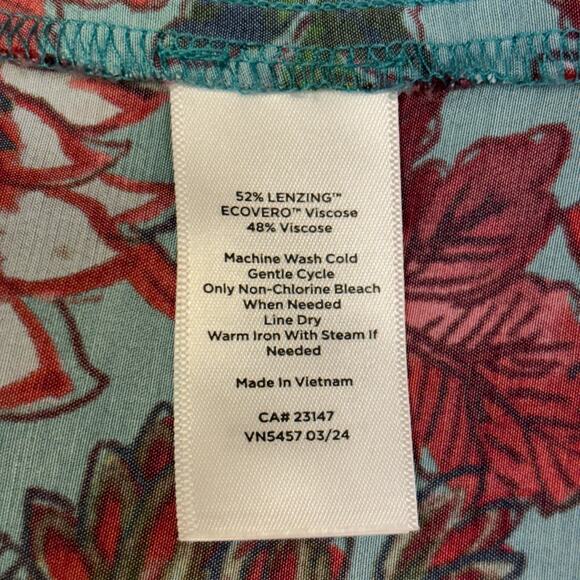 52% LENZING™
ECOVERO™ Viscose
48% Viscose
Machine Wash Cold
Gentle Cycle
Only Non-Chlorine Bleach
When Needed
Line Dry
Warm Iron With Steam If
Needed
Made In Vietnam
CA# 23147
VN5457 03/24